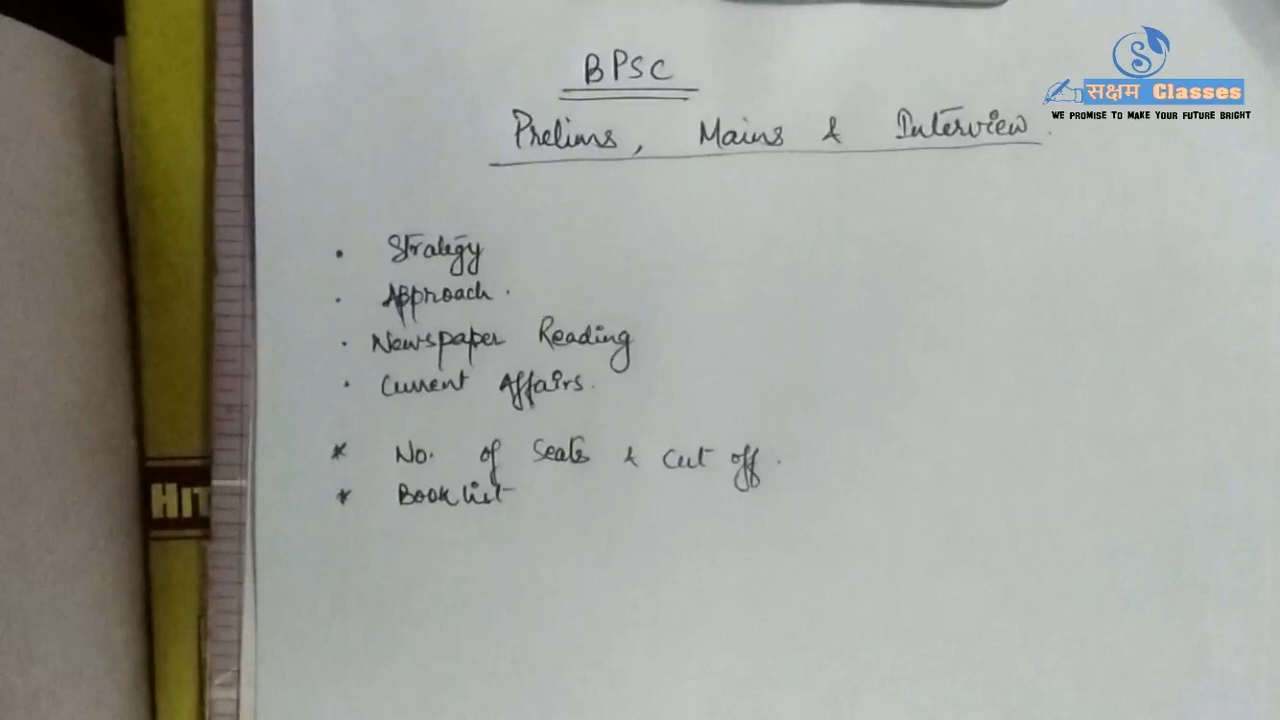 BPSC
Prelims, Mains & Interview.
S
सक्षम Classes
WE PROMISE TO MAKE YOUR FUTURE BRIGHT
• Strategy
• Approach.
• Newspaper Reading
• Current Affairs.
* No. of seats & cut off.
* Book list
HIT